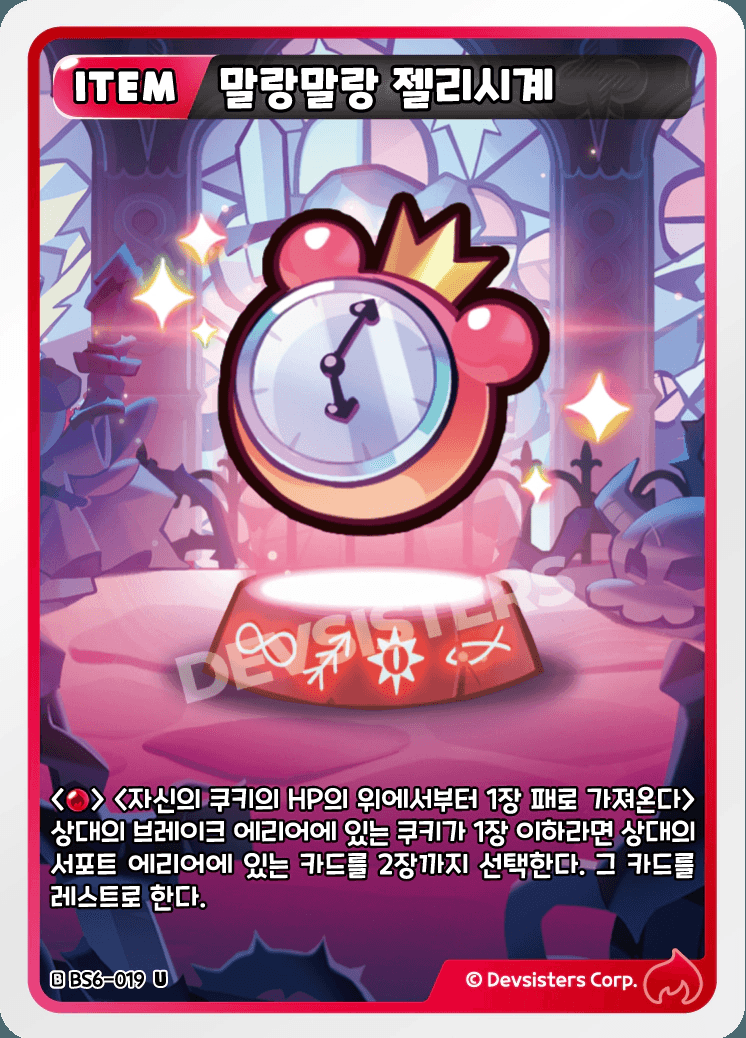 ITEM 말랑말랑 젤리시계
DEVSISTERS
<●> <자신의 쿠키의 HP의 위에서부터 1장 패로 가져온다>
상대의 브레이크 에리어에 있는 쿠키가 1장 이하라면 상대의
서포트 에리어에 있는 카드를 2장까지 선택한다. 그 카드를
레스트로 한다.
B BS6-019 U © Devsisters Corp.